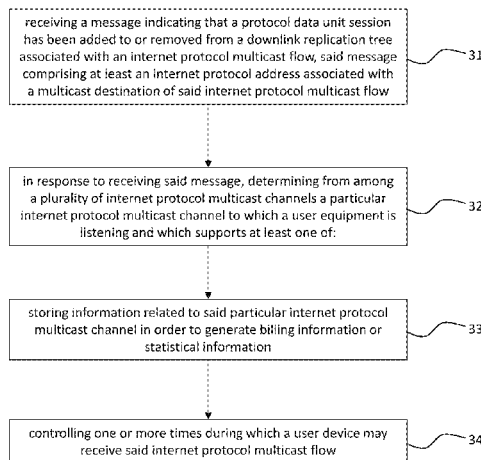 receiving a message indicating that a protocol data unit session
has been added to or removed from a downlink replication tree
associated with an internet protocol multicast flow, said message
comprising at least an internet protocol address associated with
a multicast destination of said internet protocol multicast flow
31
in response to receiving said message, determining from among
a plurality of internet protocol multicast channels a particular
internet protocol multicast channel to which a user equipment is
listening and which supports at least one of:
32
storing information related to said particular internet protocol
multicast channel in order to generate billing information or
statistical information
33
controlling one or more times during which a user device may
receive said internet protocol multicast flow
34